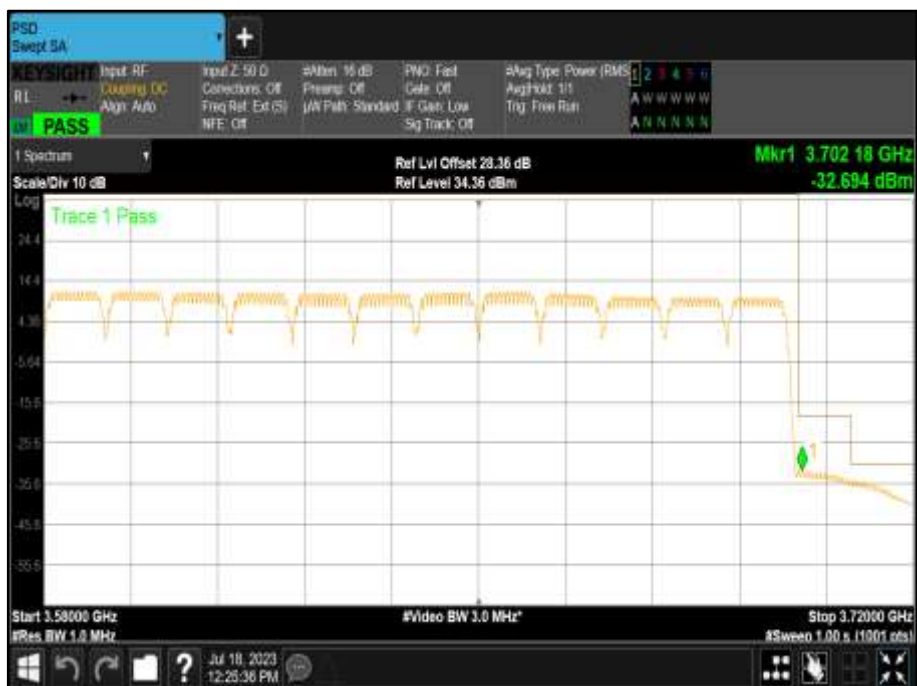 PSD
Swept SA
+
KEYSIGHT
RL
PASS
Input: RF
Coupling: DC
Align: Auto
Input Z: 50 Ω
Corrections: Off
Freq Ref: Ext (S)
NFE: Off
#Atten: 16 dB
Preamp: Off
µW Path: Standard
PNO: Fast
Gate: Off
IF Gain: Low
Sig Track: Off
#Avg Type: Power (RMS
Avg|Hold: 1/1
Trig: Free Run
1 2 3 4 5 6
A W W W W W
A N N N N N
1 Spectrum
Scale/Div 10 dB
Ref Lvl Offset 28.36 dB
Ref Level 34.36 dBm
Mkr1 3.702 18 GHz
-32.694 dBm
Log
Trace 1 Pass
24.4
14.4
4.36
-5.64
-15.6
-25.6
-35.6
-45.6
-55.6
1
Start 3.58000 GHz
#Res BW 1.0 MHz
#Video BW 3.0 MHz*
Stop 3.72000 GHz
#Sweep 1.00 s (1001 pts)
?
Jul 18, 2023
12:25:36 PM